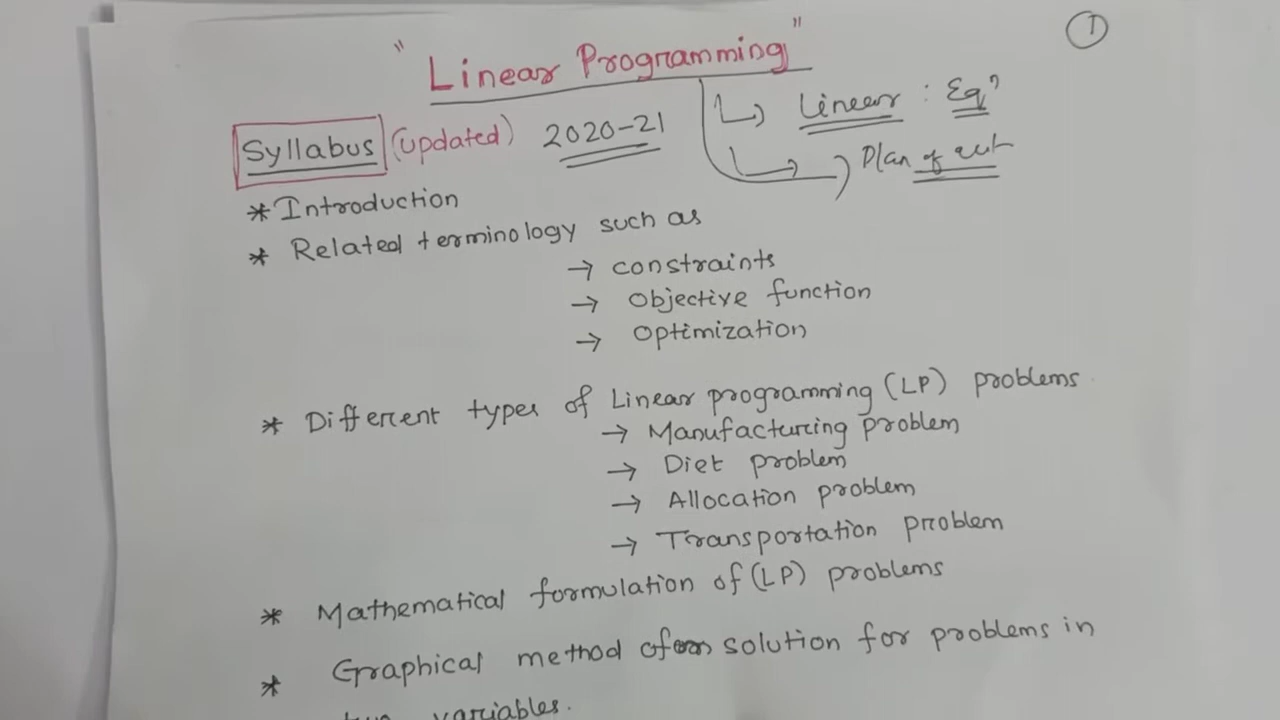 "Linear Programming"
1
↳ Linear : Eqⁿ
Syllabus (updated) 2020-21
↳ Plan of
* Introduction
* Related terminology such as
→ constraints
→ Objective function
→ Optimization
* Different types of Linear programming (LP) problems.
→ Manufacturing problem
→ Diet problem
→ Allocation problem
→ Transportation problem
* Mathematical formulation of (LP) problems
* Graphical method of solution for problems in
two variables.